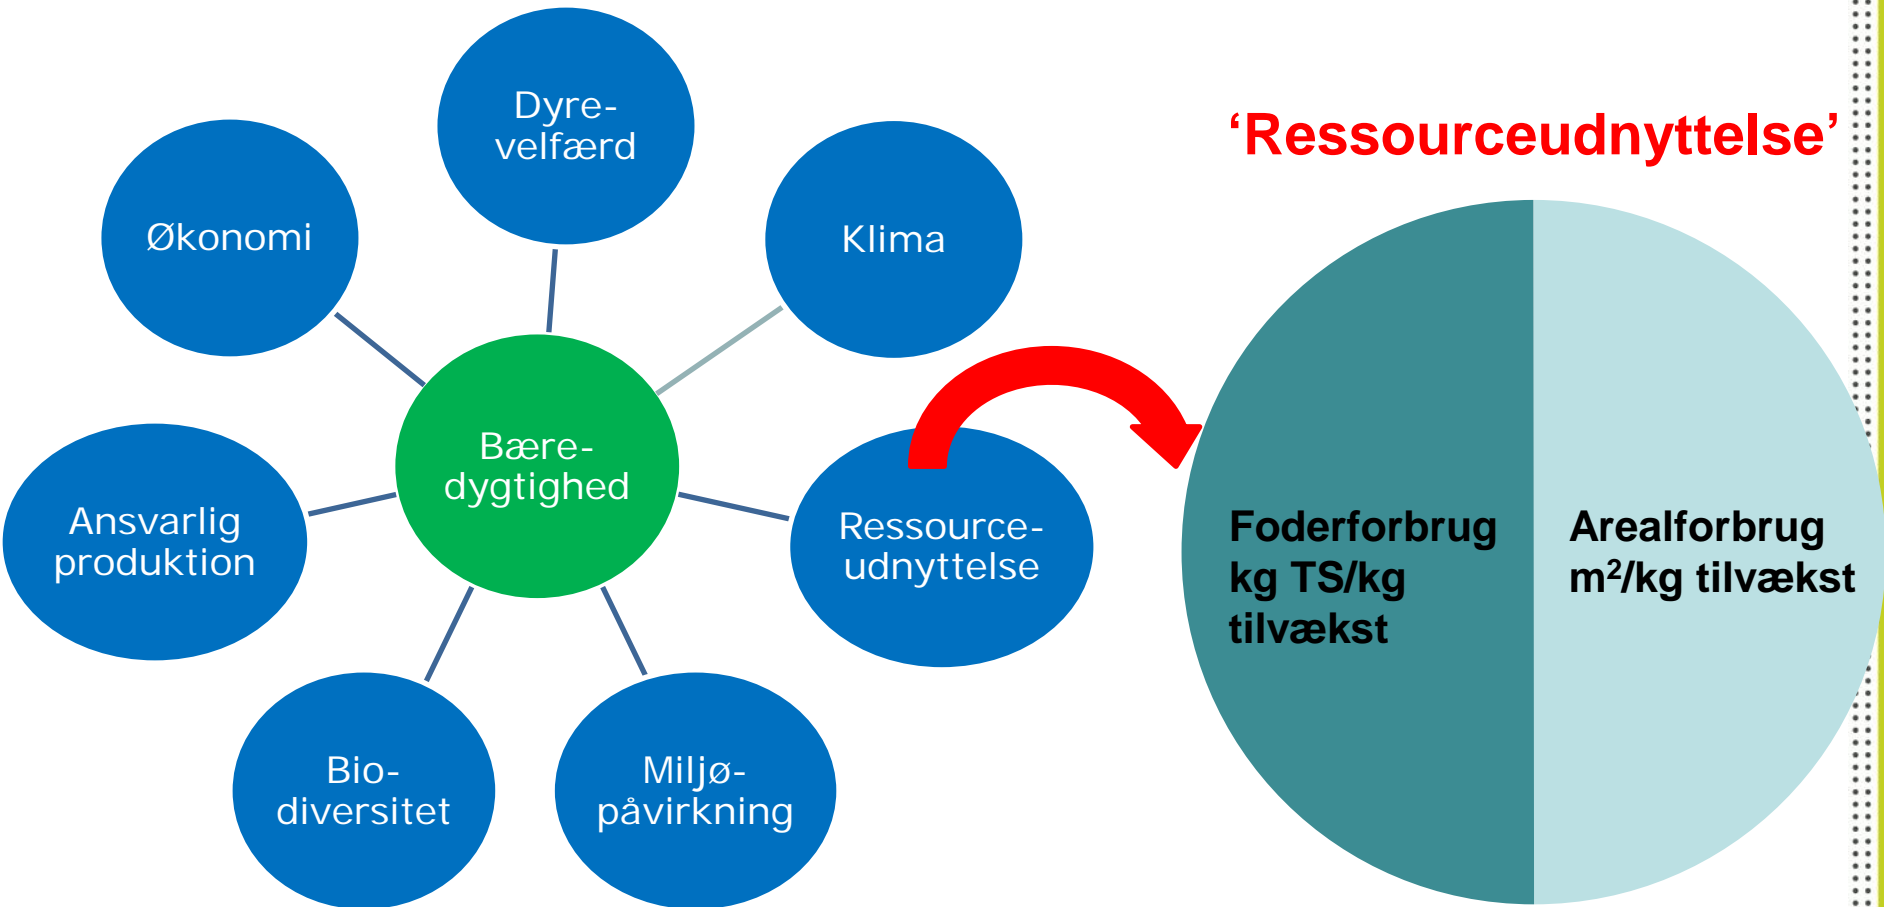 Dyre-
velfærd
Økonomi
Klima
Bære-
dygtighed
Ansvarlig
produktion
Ressource-
udnyttelse
Bio-
diversitet
Miljø-
påvirkning
‘Ressourceudnyttelse’
Foderforbrug
kg TS/kg
tilvækst
Arealforbrug
m²/kg tilvækst